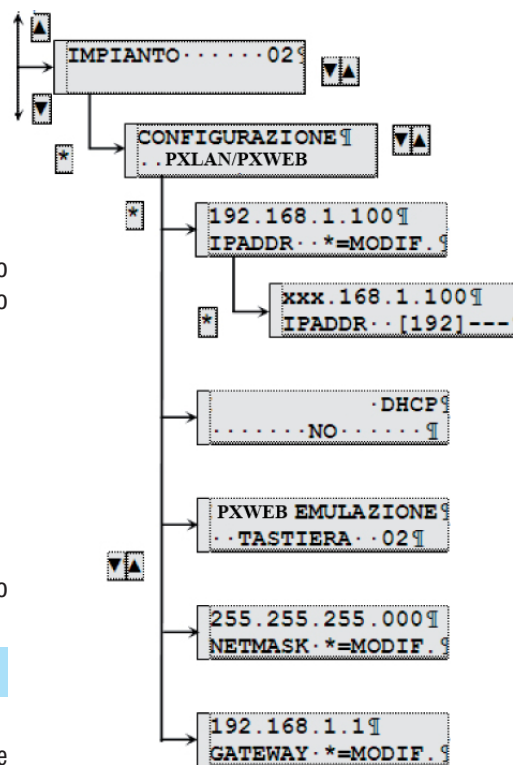 IMPIANTO······02¶
▼▲
CONFIGURAZIONE¶
..PXLAN/PXWEB
▼▲
*
*
192.168.1.100¶
IPADDR··*=MODIF.¶
*
xxx.168.1.100¶
IPADDR··[192]---
·DHCP¶
·······NO······¶
PXWEB EMULAZIONE¶
··TASTIERA··02¶
▼▲
255.255.255.000¶
NETMASK·*=MODIF.¶
192.168.1.1¶
GATEWAY·*=MODIF.¶
o
o
o
e